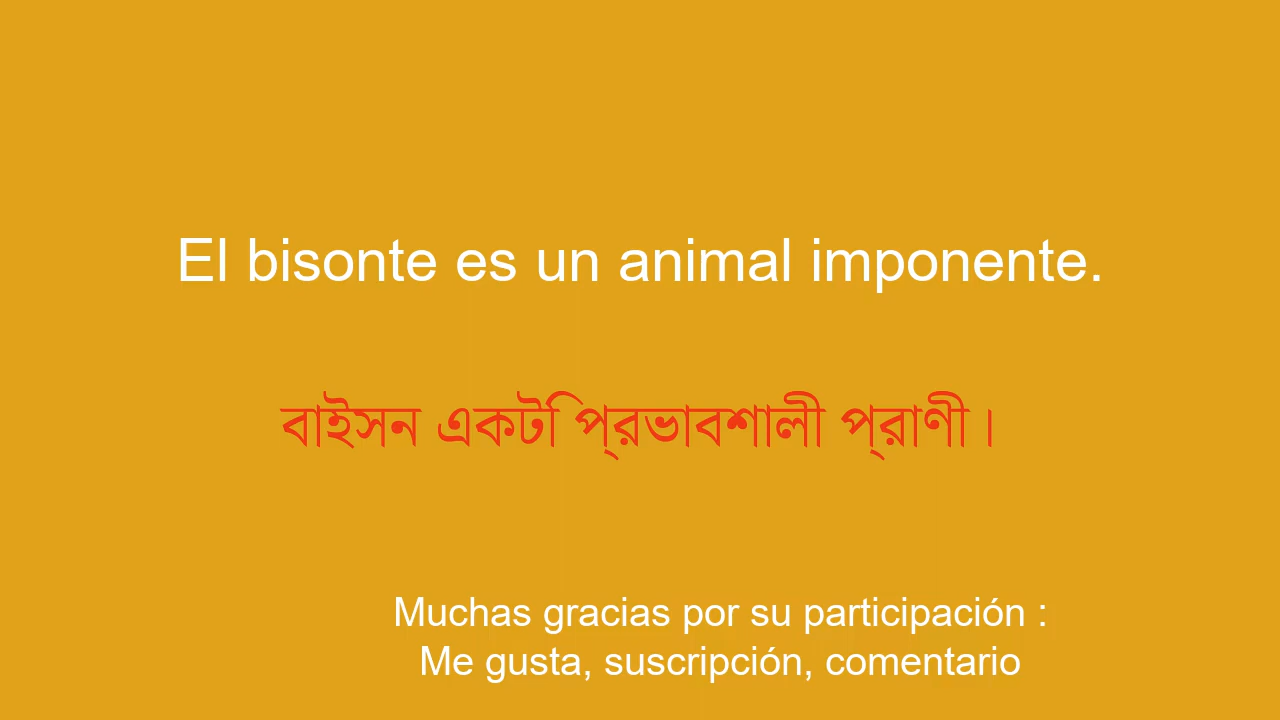 El bisonte es un animal imponente.
বাইসন একটি প্রভাবশালী প্রাণী।
Muchas gracias por su participación :
Me gusta, suscripción, comentario